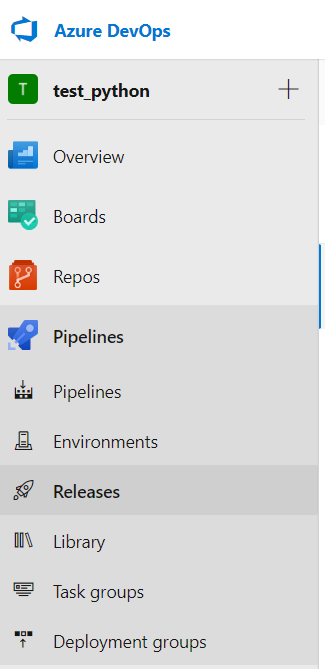 Azure DevOps
T test_python
Overview
Boards
Repos
Pipelines
Pipelines
Environments
Releases
Library
Task groups
Deployment groups